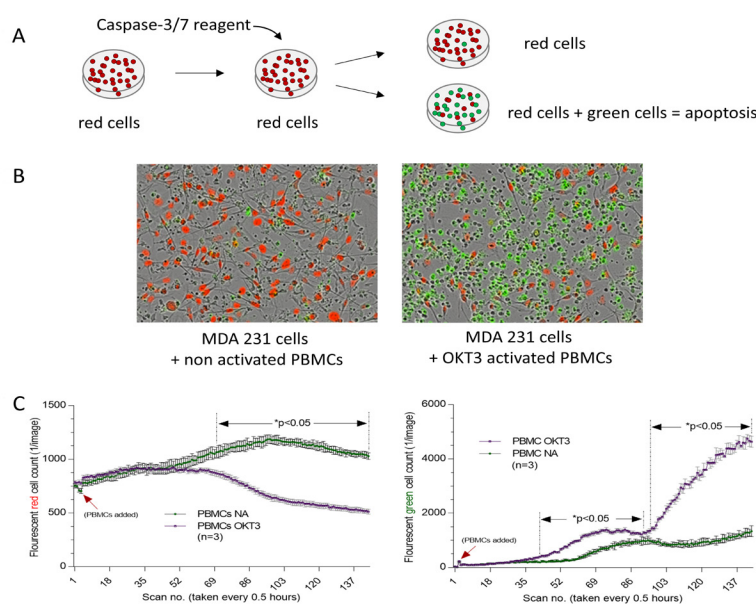 A
Caspase-3/7 reagent
red cells
red cells
red cells
red cells + green cells = apoptosis
B
MDA 231 cells
+ non activated PBMCs
MDA 231 cells
+ OKT3 activated PBMCs
C
Fluorescent red cell count (1/image)
1500
1000
500
0
*p<0.05
(PBMCs added)
PBMCs NA
PBMCs OKT3
(n=3)
1 18 35 52 69 86 103 120 137
Scan no. (taken every 0.5 hours)
Fluorescent green cell count (1/image)
6000
4000
2000
0
PBMC OKT3
PBMC NA
(n=3)
*p<0.05
*p<0.05
(PBMCs added)
1 18 35 52 69 86 103 120 137
Scan no. (taken every 0.5 hours)